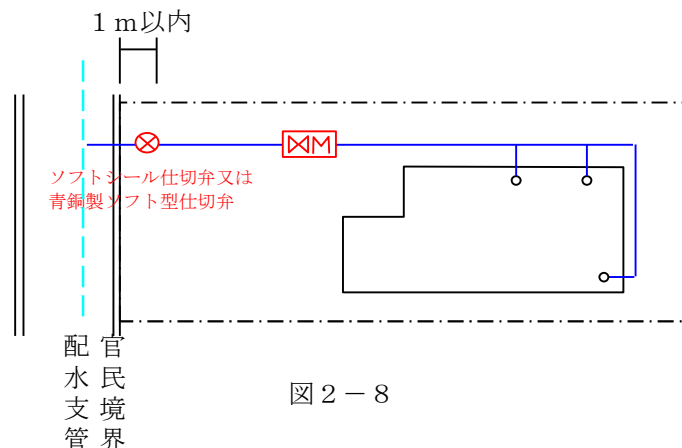 １ｍ以内
M
ソフトシール仕切弁又は
青銅製ソフト型仕切弁
配水支管
官民境界
図２－８